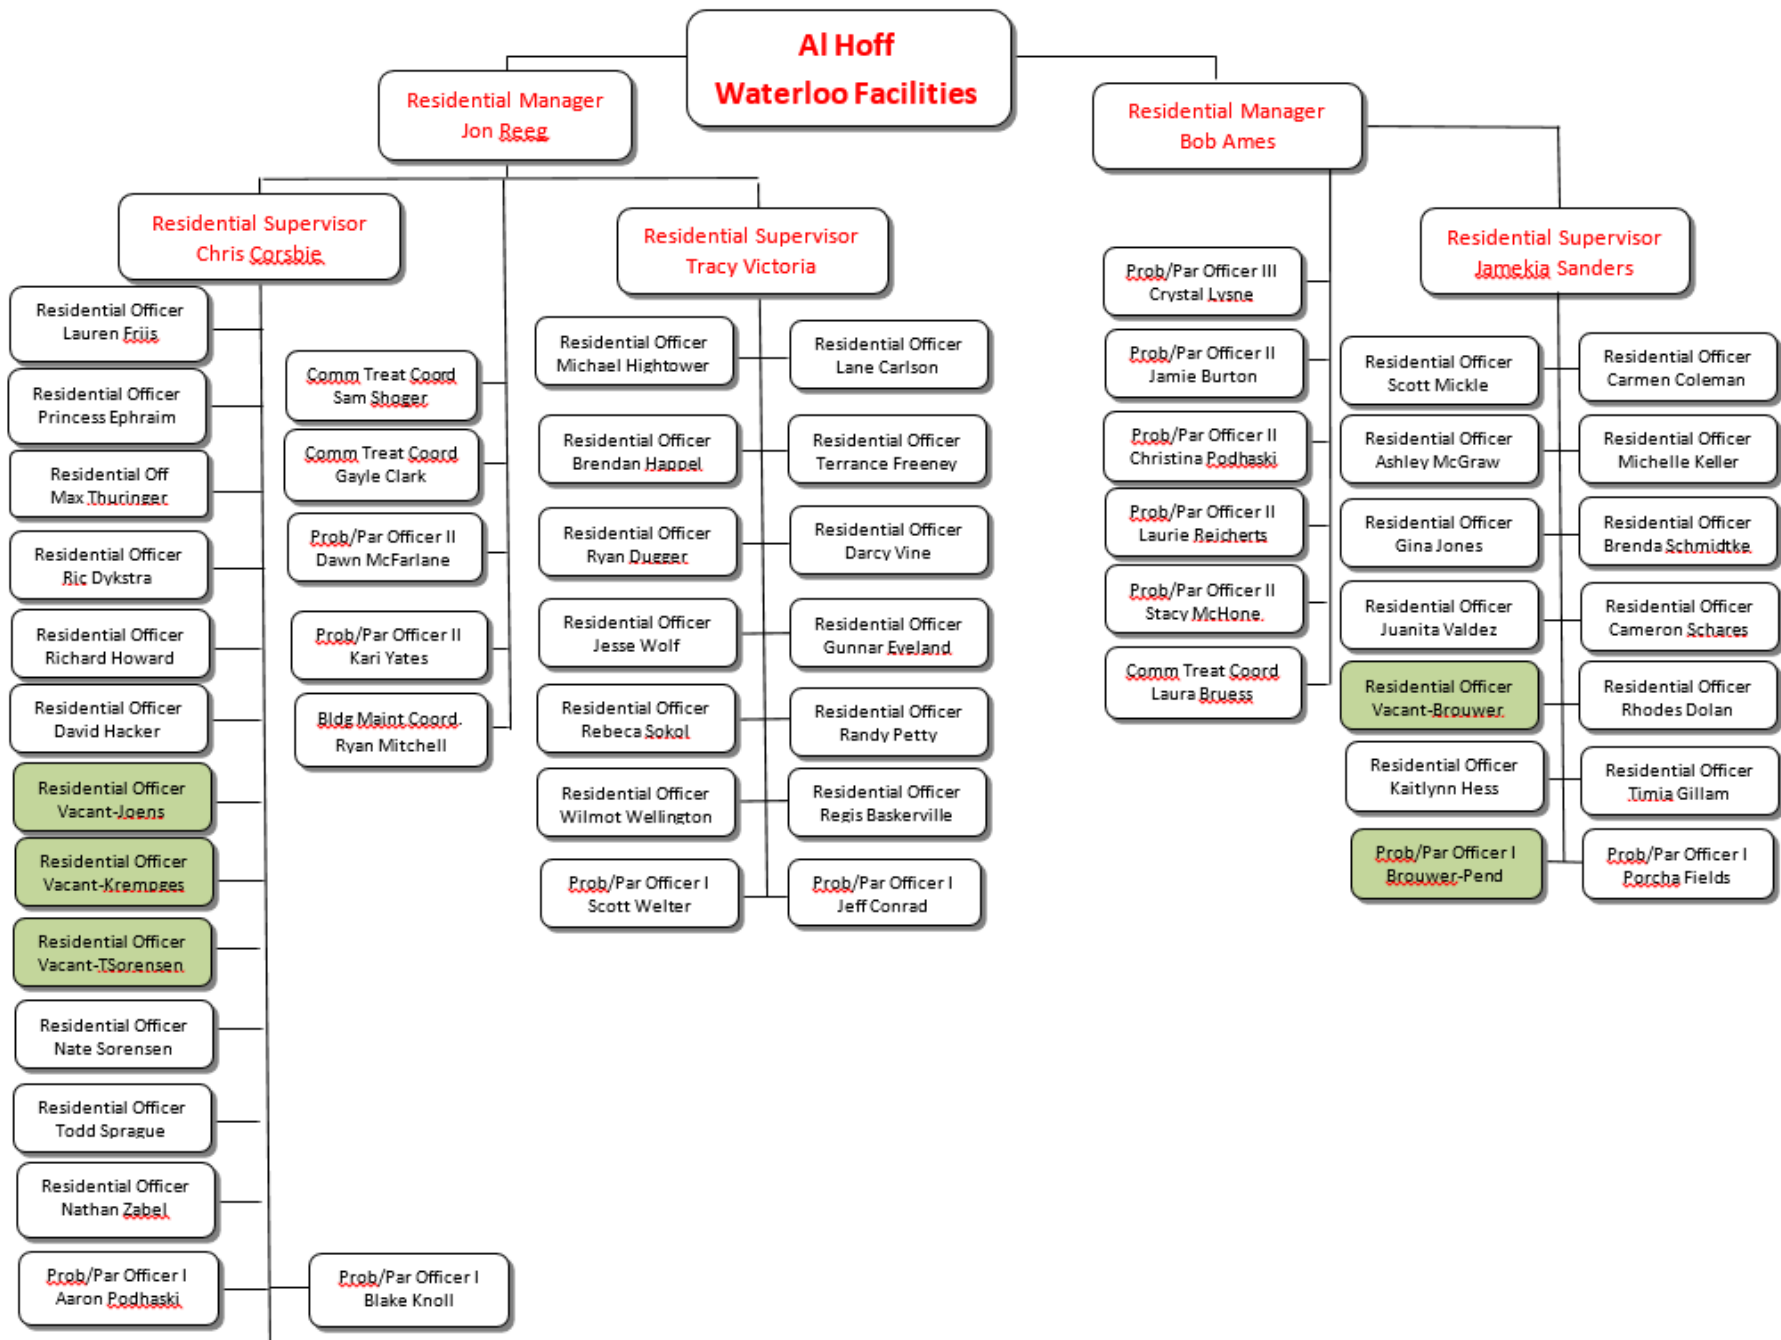 Al Hoff
Waterloo Facilities
Residential Manager
Jon Reeg
Residential Manager
Bob Ames
Residential Supervisor
Chris Corsbie
Residential Supervisor
Tracy Victoria
Residential Supervisor
Jamekia Sanders
Residential Officer
Lauren Friis
Residential Officer
Princess Ephraim
Residential Off
Max Thuringer
Residential Officer
Ric Dykstra
Residential Officer
Richard Howard
Residential Officer
David Hacker
Residential Officer
Vacant-Joens
Residential Officer
Vacant-Krempges
Residential Officer
Vacant-TSorensen
Residential Officer
Nate Sorensen
Residential Officer
Todd Sprague
Residential Officer
Nathan Zabel
Prob/Par Officer I
Aaron Podhaski
Prob/Par Officer I
Blake Knoll
Comm Treat Coord
Sam Shoger
Comm Treat Coord
Gayle Clark
Prob/Par Officer II
Dawn McFarlane
Prob/Par Officer II
Kari Yates
Bldg Maint Coord.
Ryan Mitchell
Residential Officer
Michael Hightower
Residential Officer
Lane Carlson
Residential Officer
Brendan Happel
Residential Officer
Terrance Freeney
Residential Officer
Ryan Dugger
Residential Officer
Darcy Vine
Residential Officer
Jesse Wolf
Residential Officer
Gunnar Eveland
Residential Officer
Rebeca Sokol
Residential Officer
Randy Petty
Residential Officer
Wilmot Wellington
Residential Officer
Regis Baskerville
Prob/Par Officer I
Scott Welter
Prob/Par Officer I
Jeff Conrad
Prob/Par Officer III
Crystal Lysne
Prob/Par Officer II
Jamie Burton
Prob/Par Officer II
Christina Podhaski
Prob/Par Officer II
Laurie Reicherts
Prob/Par Officer II
Stacy McHone
Comm Treat Coord
Laura Bruess
Residential Officer
Scott Mickle
Residential Officer
Carmen Coleman
Residential Officer
Ashley McGraw
Residential Officer
Michelle Keller
Residential Officer
Gina Jones
Residential Officer
Brenda Schmidtke
Residential Officer
Juanita Valdez
Residential Officer
Cameron Schares
Residential Officer
Vacant-Brouwer
Residential Officer
Rhodes Dolan
Residential Officer
Kaitlynn Hess
Residential Officer
Timia Gillam
Prob/Par Officer I
Brouwer-Pend
Prob/Par Officer I
Porcha Fields